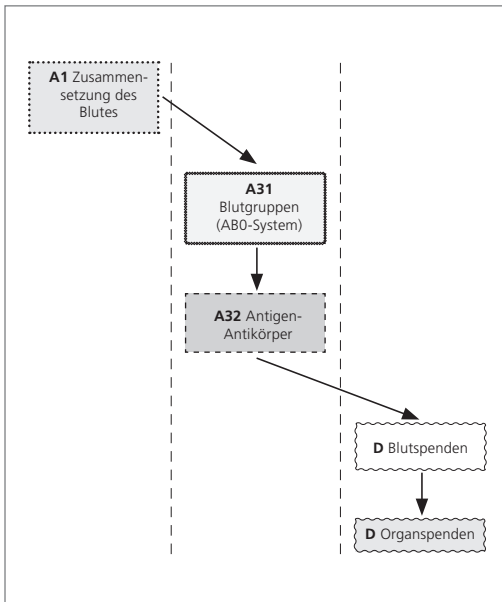 A1 Zusammen-
setzung des
Blutes
A31
Blutgruppen
(AB0-System)
A32 Antigen-
Antikörper
D Blutspenden
D Organspenden